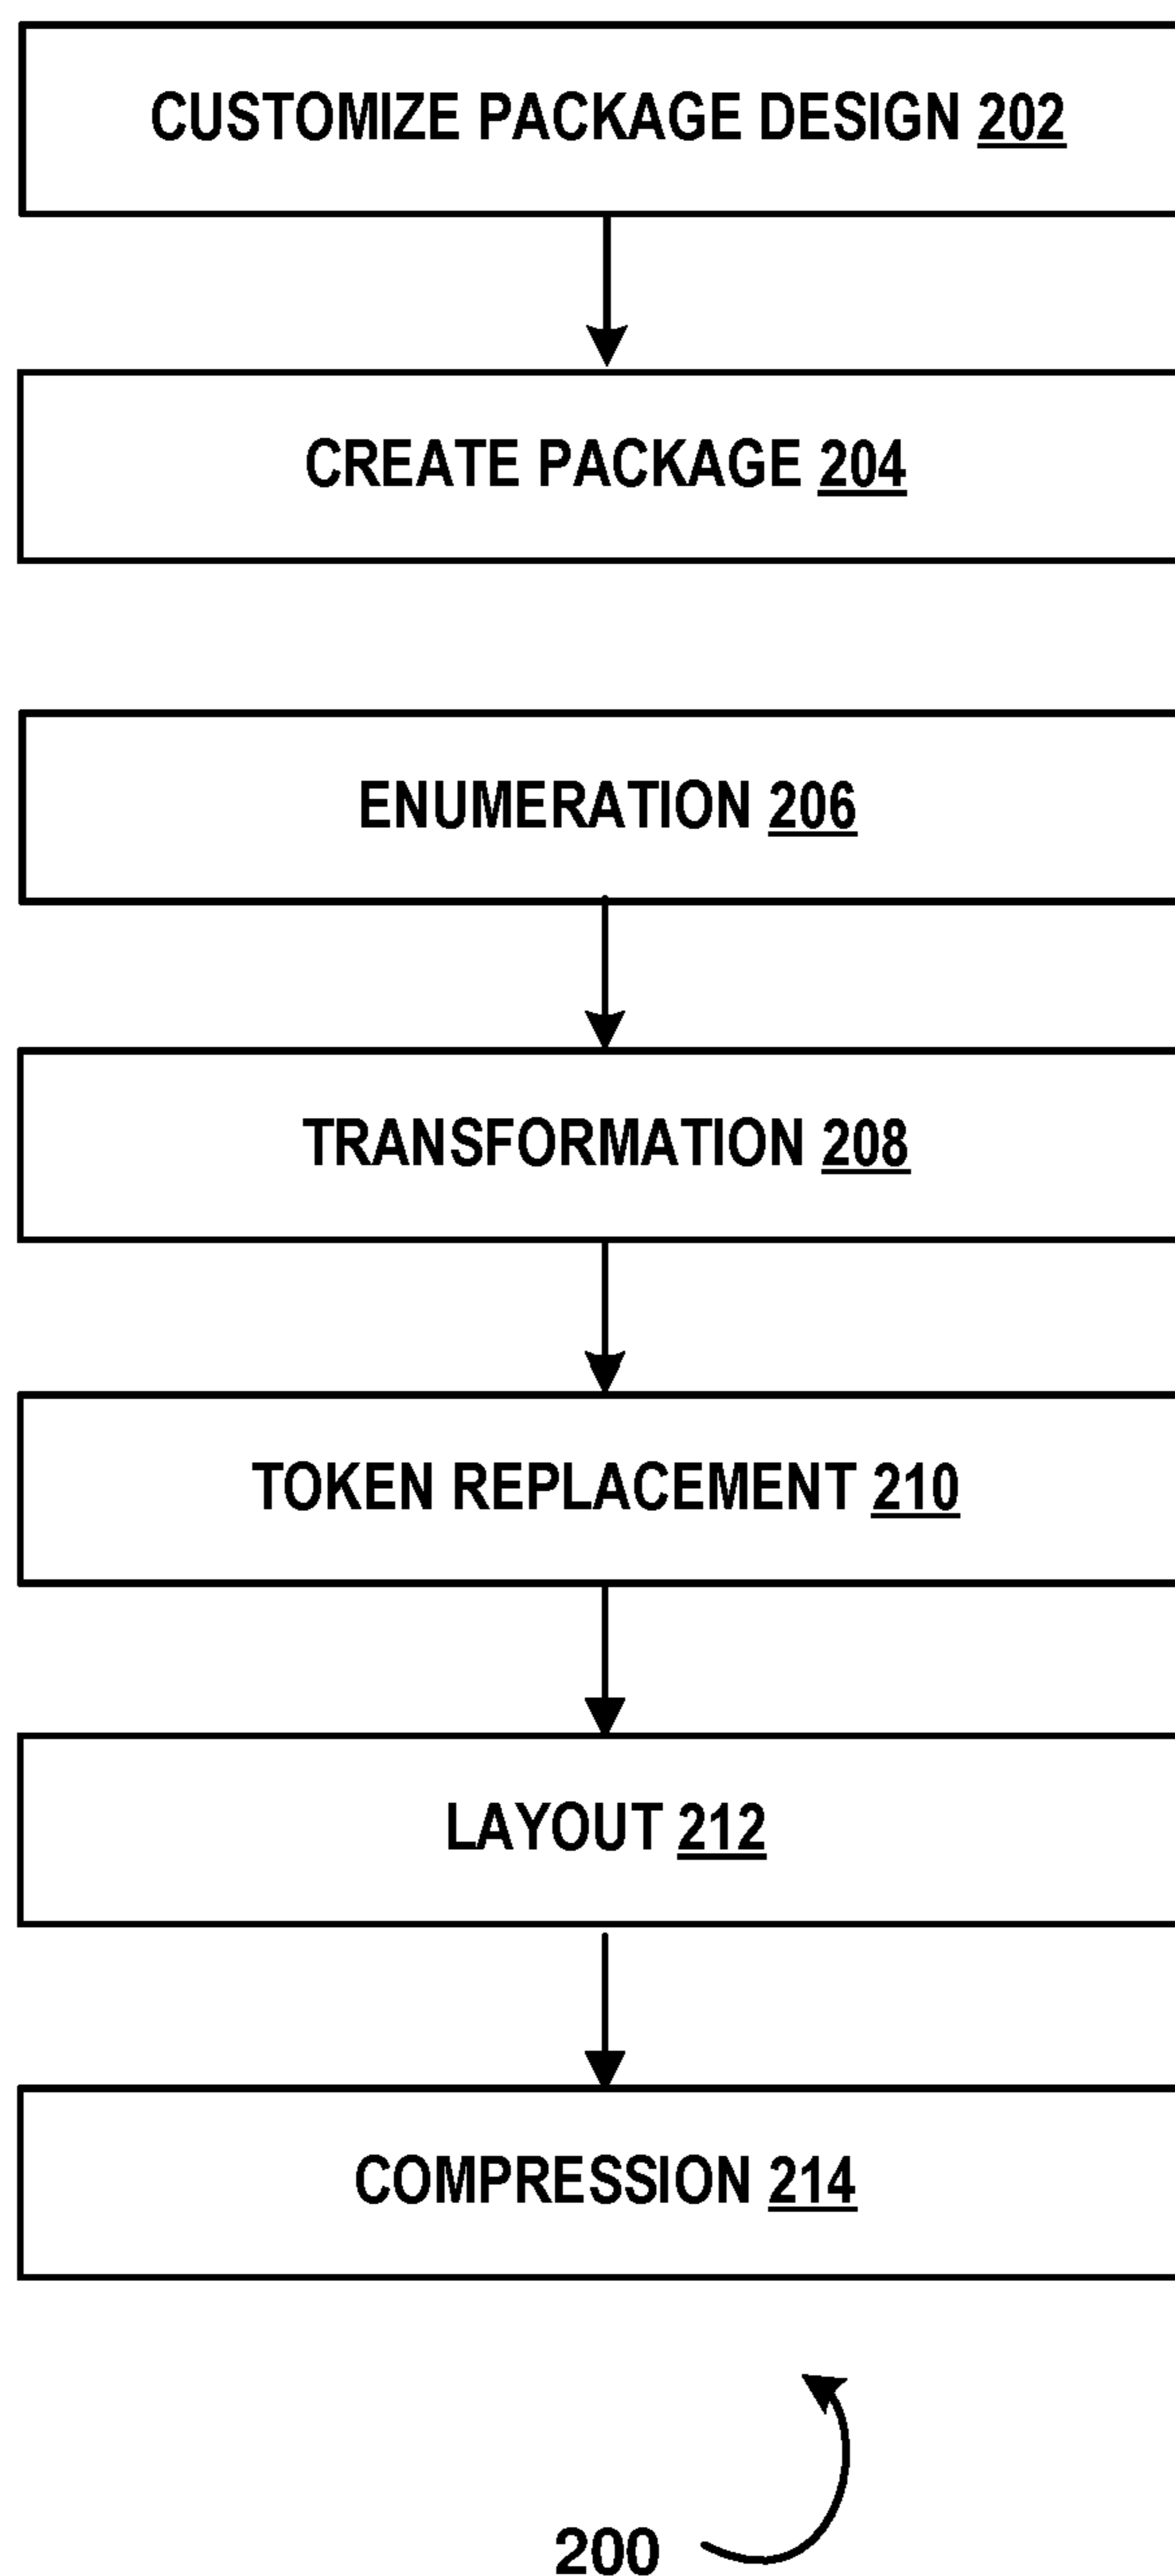 CUSTOMIZE PACKAGE DESIGN 202
CREATE PACKAGE 204
ENUMERATION 206
TRANSFORMATION 208
TOKEN REPLACEMENT 210
LAYOUT 212
COMPRESSION 214
200